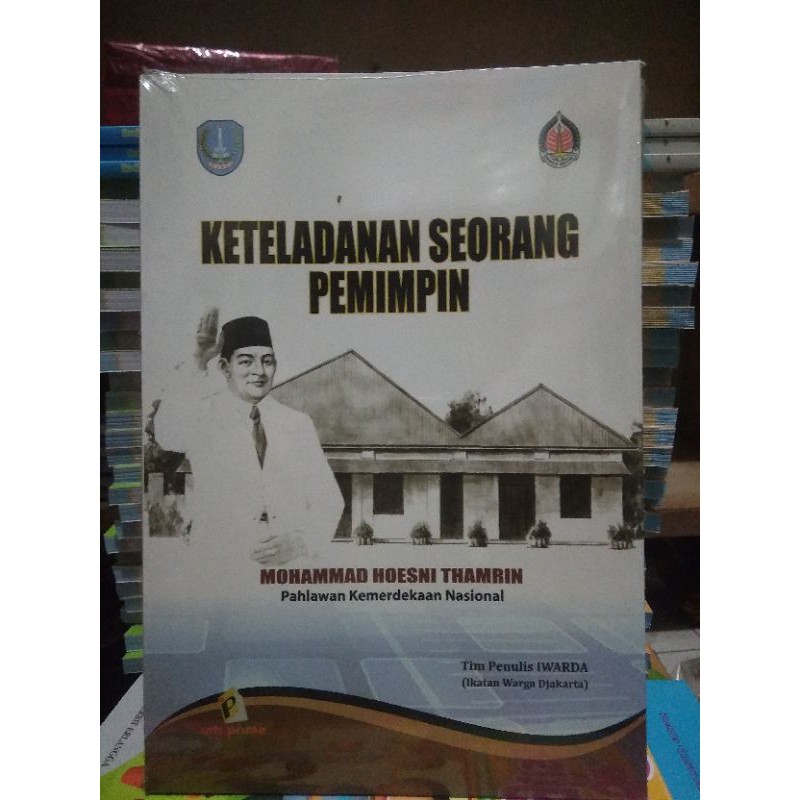 KETELADANAN SEORANG
PEMIMPIN
MOHAMMAD HOESNI THAMRIN
Pahlawan Kemerdekaan Nasional
Tim Penulis IWARDA
(Ikatan Warga Djakarta)
P